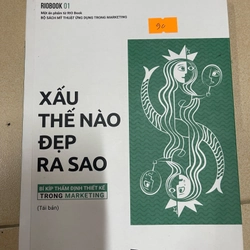 RIOBOOK 01
Một ấn phẩm từ RIO Book
BỘ SÁCH MỸ THUẬT ỨNG DỤNG TRONG MARKETING
90
XẤU
THẾ NÀO
ĐẸP
RA SAO
BÍ KÍP THẨM ĐỊNH THIẾT KẾ
TRONG MARKETING
(Tái bản)